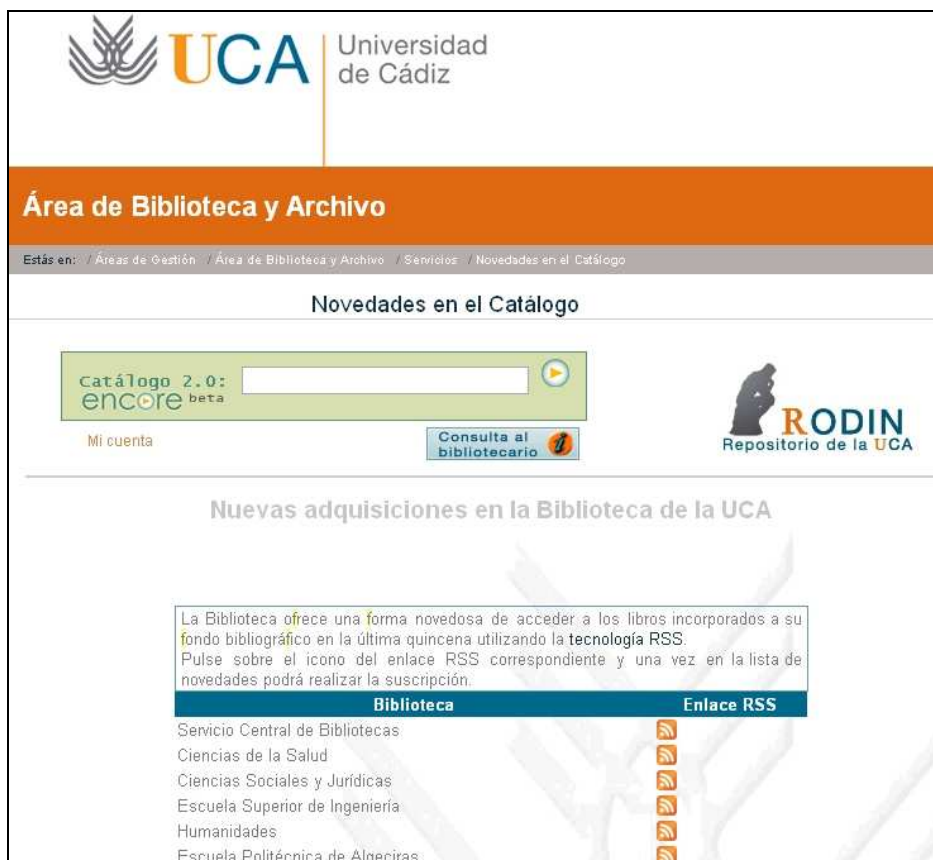 UCA
Universidad
de Cádiz
Área de Biblioteca y Archivo
Estás en: / Áreas de Gestión / Área de Biblioteca y Archivo / Servicios / Novedades en el Catálogo
Novedades en el Catálogo
Catálogo 2.0:
encore beta
Mi cuenta
Consulta al
bibliotecario
RODIN
Repositorio de la UCA
Nuevas adquisiciones en la Biblioteca de la UCA
La Biblioteca ofrece una forma novedosa de acceder a los libros incorporados a su
fondo bibliográfico en la última quincena utilizando la tecnología RSS.
Pulse sobre el icono del enlace RSS correspondiente y una vez en la lista de
novedades podrá realizar la suscripción.
Biblioteca Enlace RSS
Servicio Central de Bibliotecas
Ciencias de la Salud
Ciencias Sociales y Jurídicas
Escuela Superior de Ingeniería
Humanidades
Escuela Politécnica de Algeciras